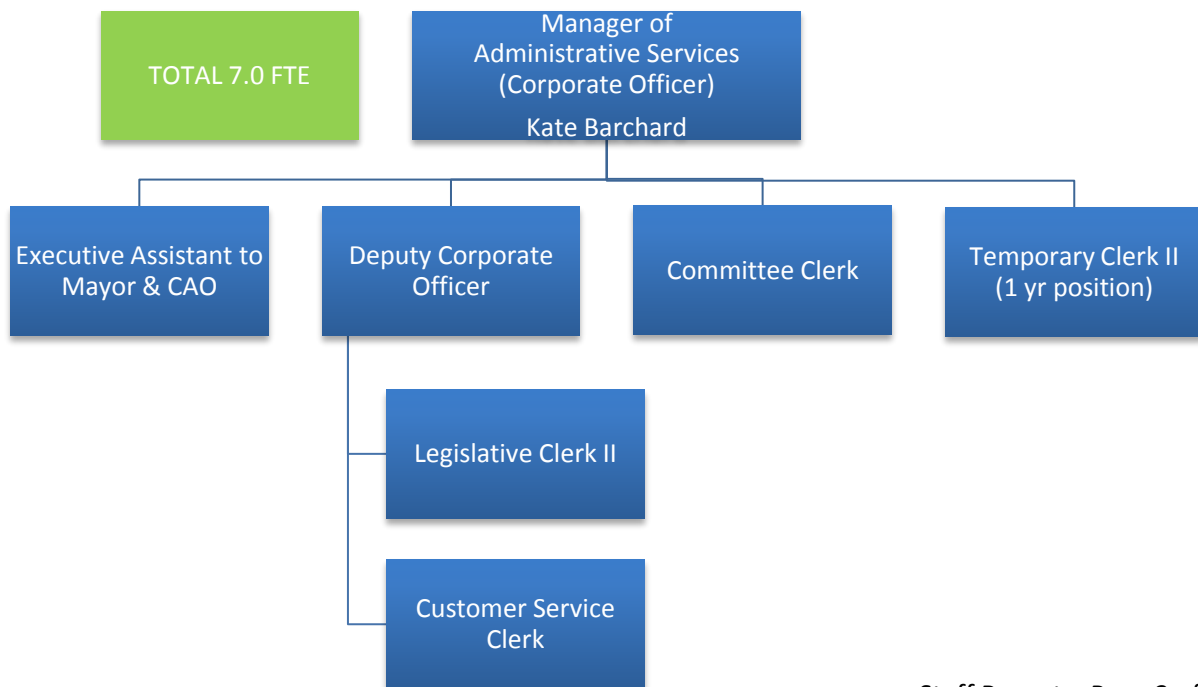 TOTAL 7.0 FTE
Manager of
Administrative Services
(Corporate Officer)
Kate Barchard
Executive Assistant to
Mayor & CAO
Deputy Corporate
Officer
Committee Clerk
Temporary Clerk II
(1 yr position)
Legislative Clerk II
Customer Service
Clerk